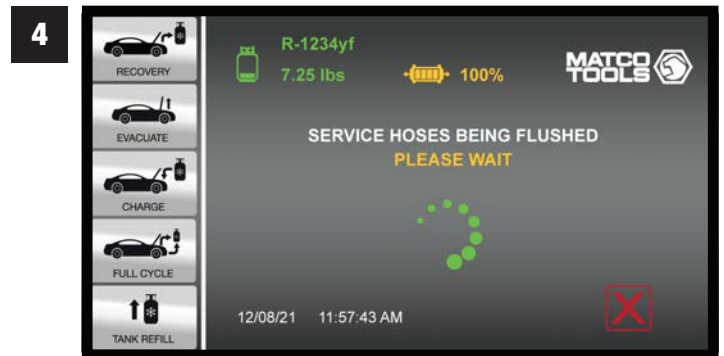 4
RECOVERY
EVACUATE
CHARGE
FULL CYCLE
TANK REFILL
R-1234yf
7.25 lbs
100%
MATCO
TOOLS
SERVICE HOSES BEING FLUSHED
PLEASE WAIT
12/08/21 11:57:43 AM